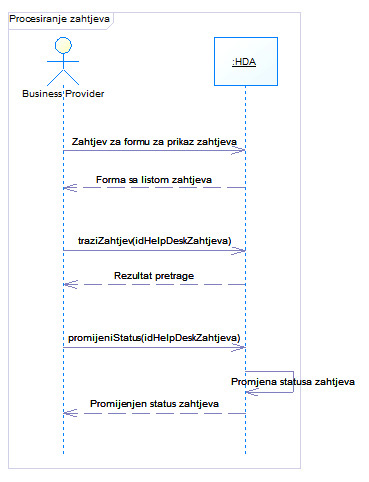 Procesiranje zahtjeva
:HDA
Business Provider
Zahtjev za formu za prikaz zahtjeva
Forma sa listom zahtjeva
traziZahtjev(idHelpDeskZahtjeva)
Rezultat pretrage
promijeniStatus(idHelpDeskZahtjeva)
Promjena statusa zahtjeva
Promijenjen status zahtjeva